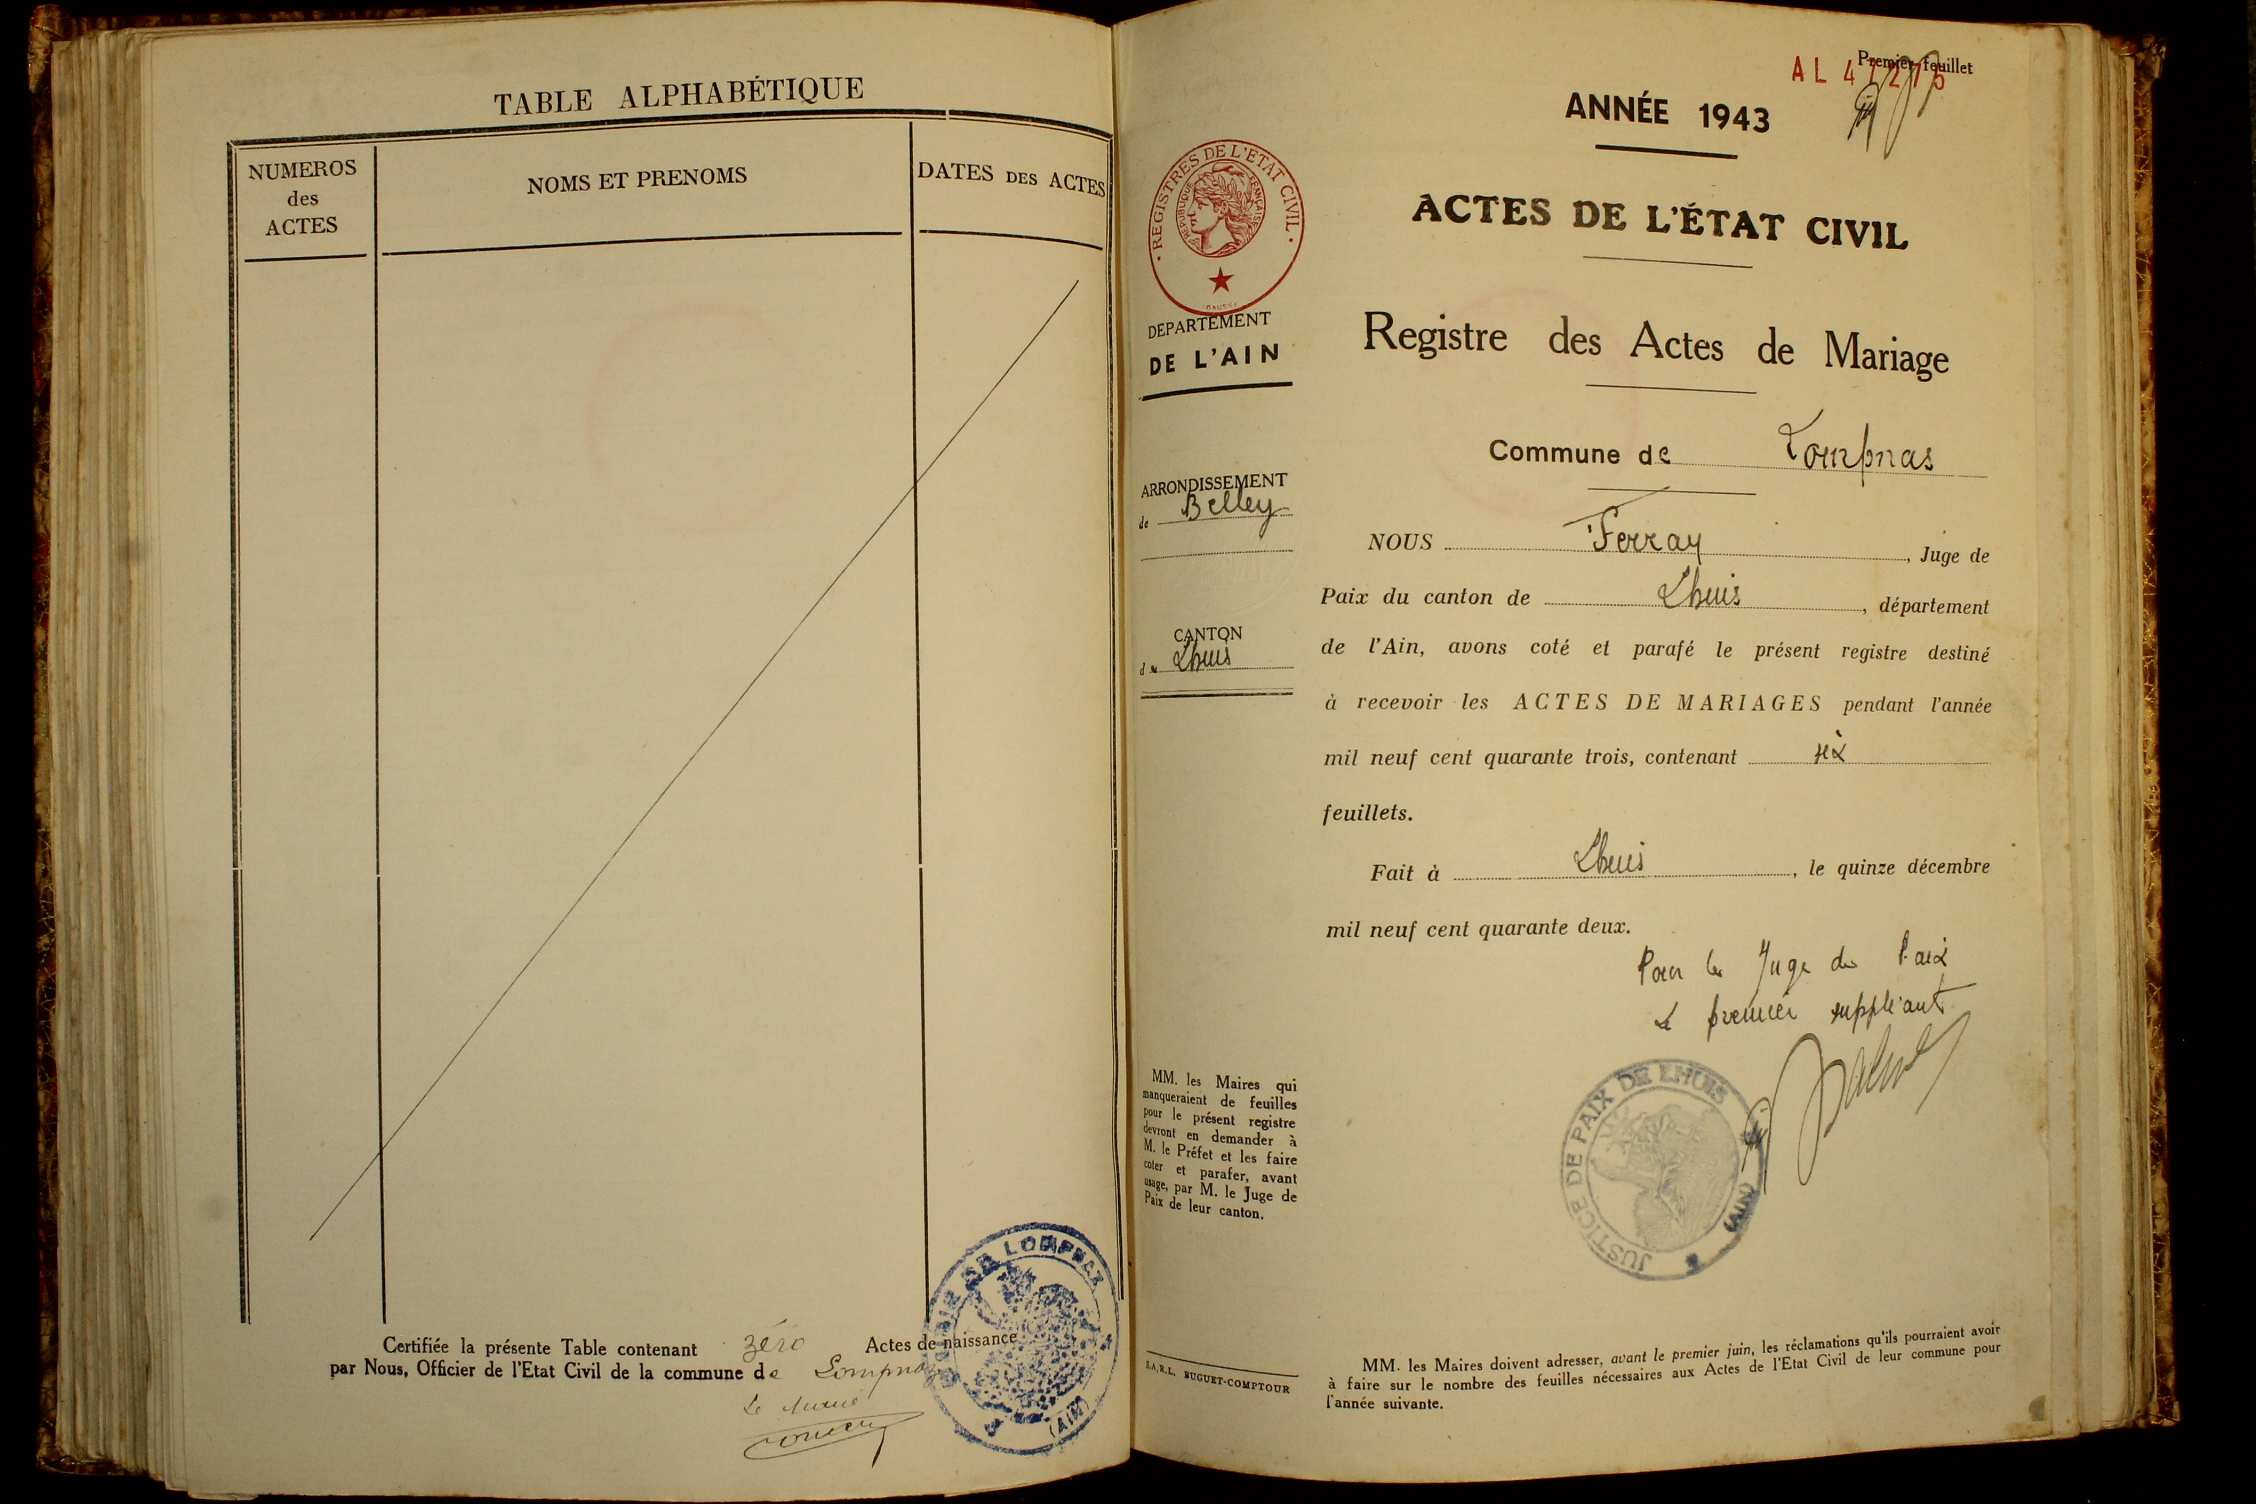 TABLE ALPHABÉTIQUE
NUMEROS
des
ACTES
NOMS ET PRENOMS
DATES DES ACTES
Certifiée la présente Table contenant zéro Actes de naissance
par Nous, Officier de l'Etat Civil de la commune de Lompnaz
Le Maire
MAIRIE DE LOMPNAZ
(AIN)
Premier feuillet
ANNÉE 1943
ACTES DE L'ÉTAT CIVIL
Registre des Actes de Mariage
Commune de Lompnas
NOUS Ferray, Juge de
Paix du canton de Lhuis, département
de l'Ain, avons coté et parafé le présent registre destiné
à recevoir les ACTES DE MARIAGES pendant l'année
mil neuf cent quarante trois, contenant six
feuillets.
Fait à Lhuis, le quinze décembre
mil neuf cent quarante deux.
Pour le Juge de Paix
Le premier suppléant
JUSTICE DE PAIX DE LHUIS
(AIN)
· REGISTRES DE L'ETAT CIVIL ·
REPUBLIQUE FRANÇAISE
DEPARTEMENT
DE L'AIN
ARRONDISSEMENT
de Belley
CANTON
de Lhuis
MM. les Maires qui
manqueraient de feuilles
pour le présent registre
devront en demander à
M. le Préfet et les faire
coter et parafer, avant
usage, par M. le Juge de
Paix de leur canton.
S.A.R.L. BUGUET-COMPTOUR
MM. les Maires doivent adresser, avant le premier juin, les réclamations qu'ils pourraient avoir
à faire sur le nombre des feuilles nécessaires aux Actes de l'Etat Civil de leur commune pour
l'année suivante.